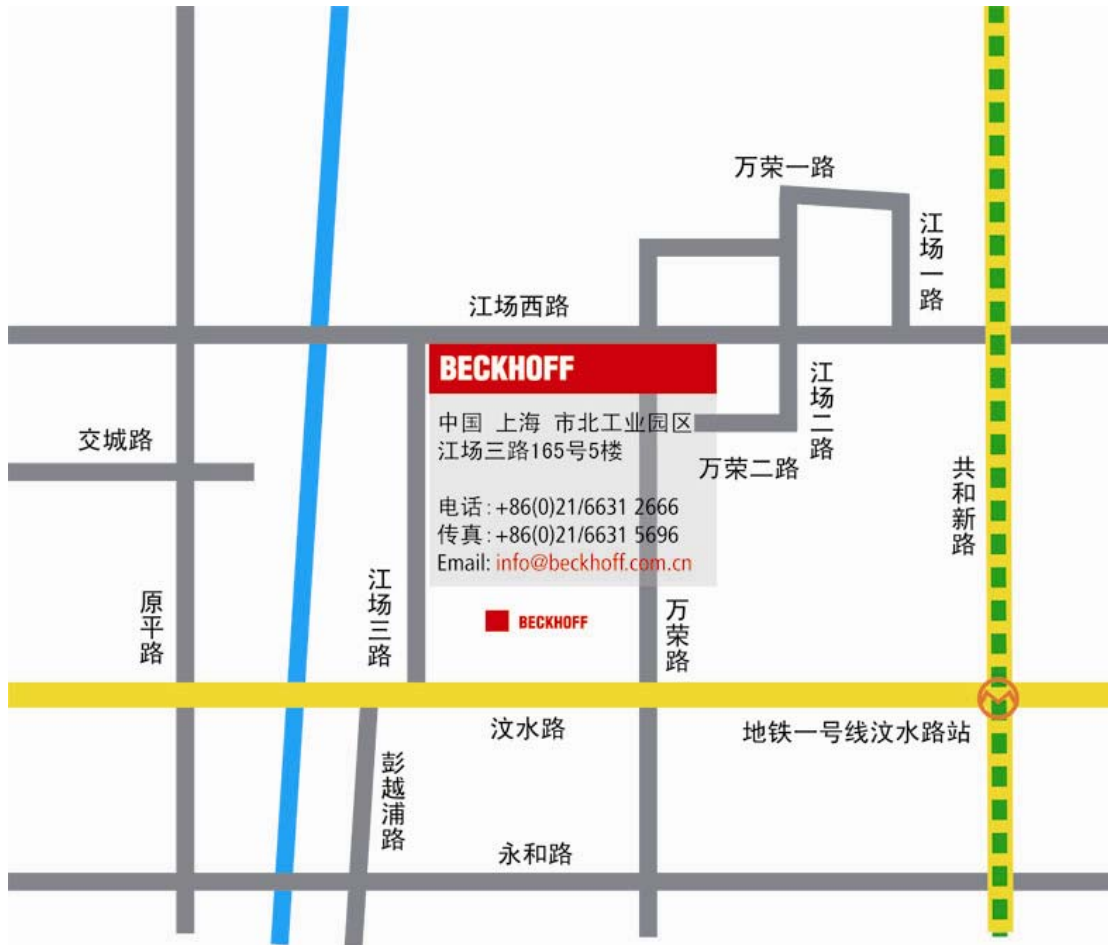 万荣一路
江场一路
江场西路
BECKHOFF
中国 上海 市北工业园区
江场三路165号5楼
电话:+86(0)21/6631 2666
传真:+86(0)21/6631 5696
Email: info@beckhoff.com.cn
江场二路
万荣二路
交城路
共和新路
原平路
江场三路
BECKHOFF
万荣路
汶水路
地铁一号线汶水路站
彭越浦路
永和路